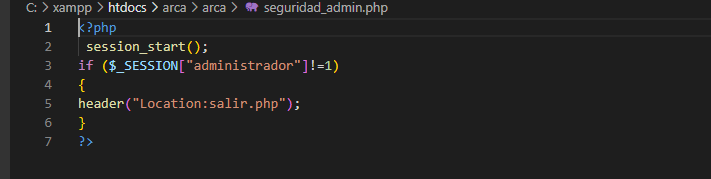 C: > xampp > htdocs > arca > arca > seguridad_admin.php
1 <?php
2 session_start();
3 if ($_SESSION["administrador"]!=1)
4 {
5 header("Location:salir.php");
6 }
7 ?>